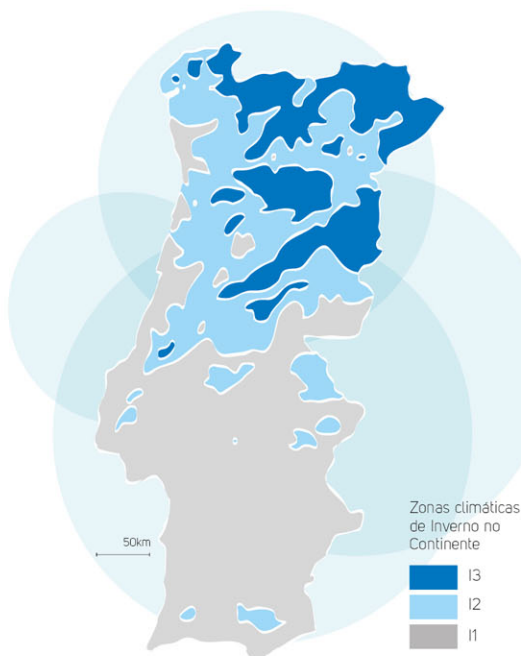 50km
Zonas climáticas
de Inverno no
Continente
I3
I2
I1